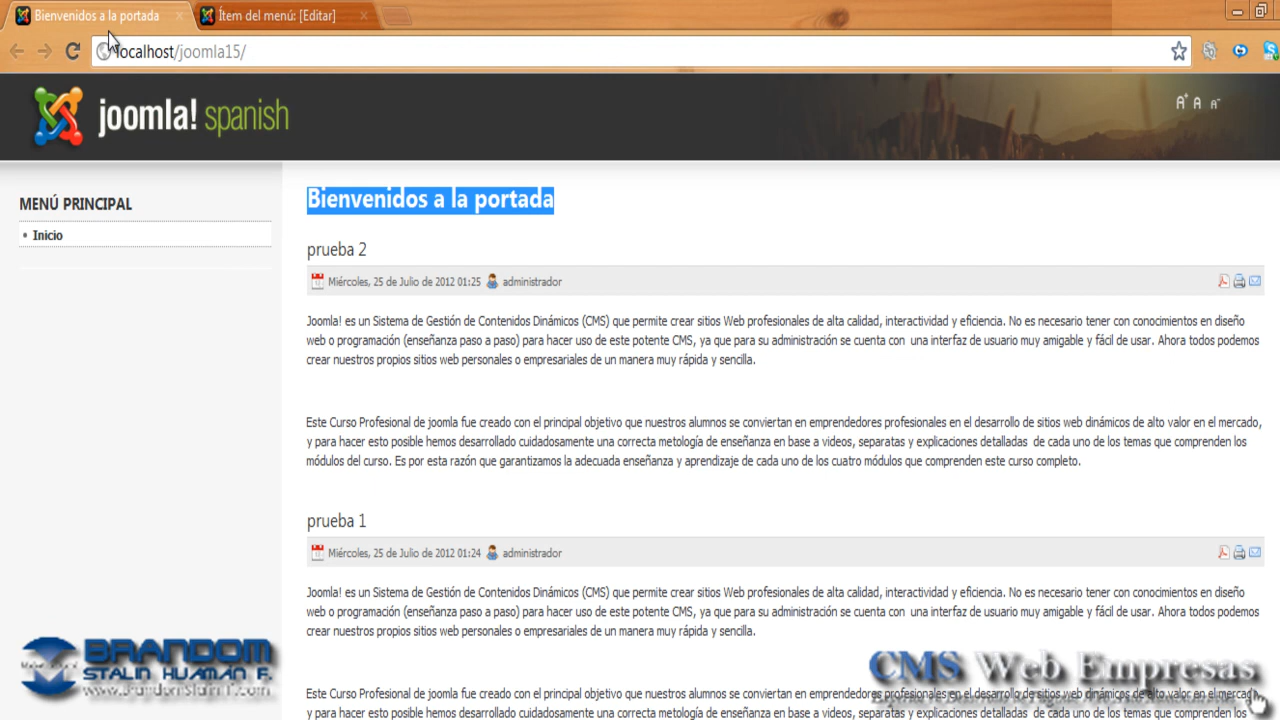 Bienvenidos a la portada
Ítem del menú: [Editar]
localhost/joomla15/
joomla! spanish
A+ A A-
MENÚ PRINCIPAL
Inicio
Bienvenidos a la portada
prueba 2
Miércoles, 25 de Julio de 2012 01:25 administrador
Joomla! es un Sistema de Gestión de Contenidos Dinámicos (CMS) que permite crear sitios Web profesionales de alta calidad, interactividad y eficiencia. No es necesario tener con conocimientos en diseño
web o programación (enseñanza paso a paso) para hacer uso de este potente CMS, ya que para su administración se cuenta con una interfaz de usuario muy amigable y fácil de usar. Ahora todos podemos
crear nuestros propios sitios web personales o empresariales de un manera muy rápida y sencilla.
Este Curso Profesional de joomla fue creado con el principal objetivo que nuestros alumnos se conviertan en emprendedores profesionales en el desarrollo de sitios web dinámicos de alto valor en el mercado,
y para hacer esto posible hemos desarrollado cuidadosamente una correcta metología de enseñanza en base a videos, separatas y explicaciones detalladas de cada uno de los temas que comprenden los
módulos del curso. Es por esta razón que garantizamos la adecuada enseñanza y aprendizaje de cada uno de los cuatro módulos que comprenden este curso completo.
prueba 1
Miércoles, 25 de Julio de 2012 01:24 administrador
Joomla! es un Sistema de Gestión de Contenidos Dinámicos (CMS) que permite crear sitios Web profesionales de alta calidad, interactividad y eficiencia. No es necesario tener con conocimientos en diseño
web o programación (enseñanza paso a paso) para hacer uso de este potente CMS, ya que para su administración se cuenta con una interfaz de usuario muy amigable y fácil de usar. Ahora todos podemos
crear nuestros propios sitios web personales o empresariales de un manera muy rápida y sencilla.
Este Curso Profesional de joomla fue creado con el principal objetivo que nuestros alumnos se conviertan en emprendedores profesionales en el desarrollo de sitios web dinámicos de alto valor en el mercado,
y para hacer esto posible hemos desarrollado cuidadosamente una correcta metología de enseñanza en base a videos, separatas y explicaciones detalladas de cada uno de los temas que comprenden los
BRANDOM
STALIN HUAMAN F.
CMS Web Empresas